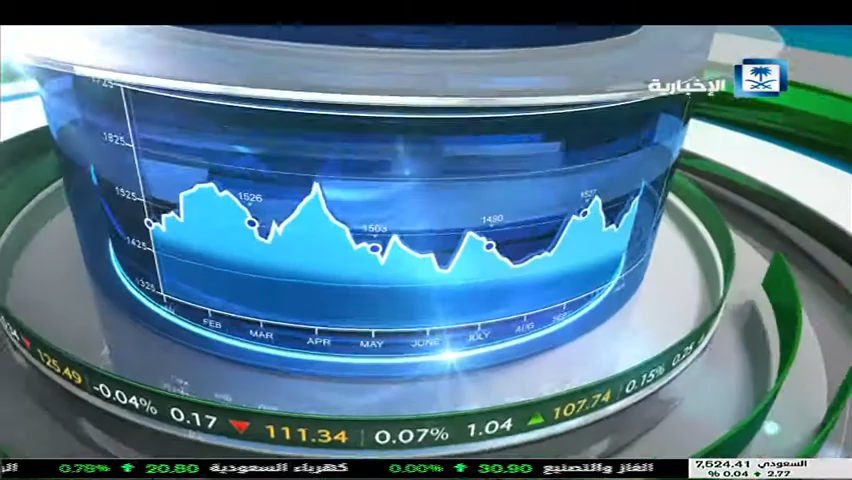 الإخبارية
1725
1625
1525
1425
1325
1526
1503
1490
1527
FEB MAR APR MAY JUNE JULY AUG
125.49 -0.04% 0.17 111.34 0.07% 1.04 107.74 0.15% 0.25
الغاز والتصنيع 30.90 0.00% كهرباء السعودية 20.80 0.78%
السعودي 7,524.41
2.77 0.04 %